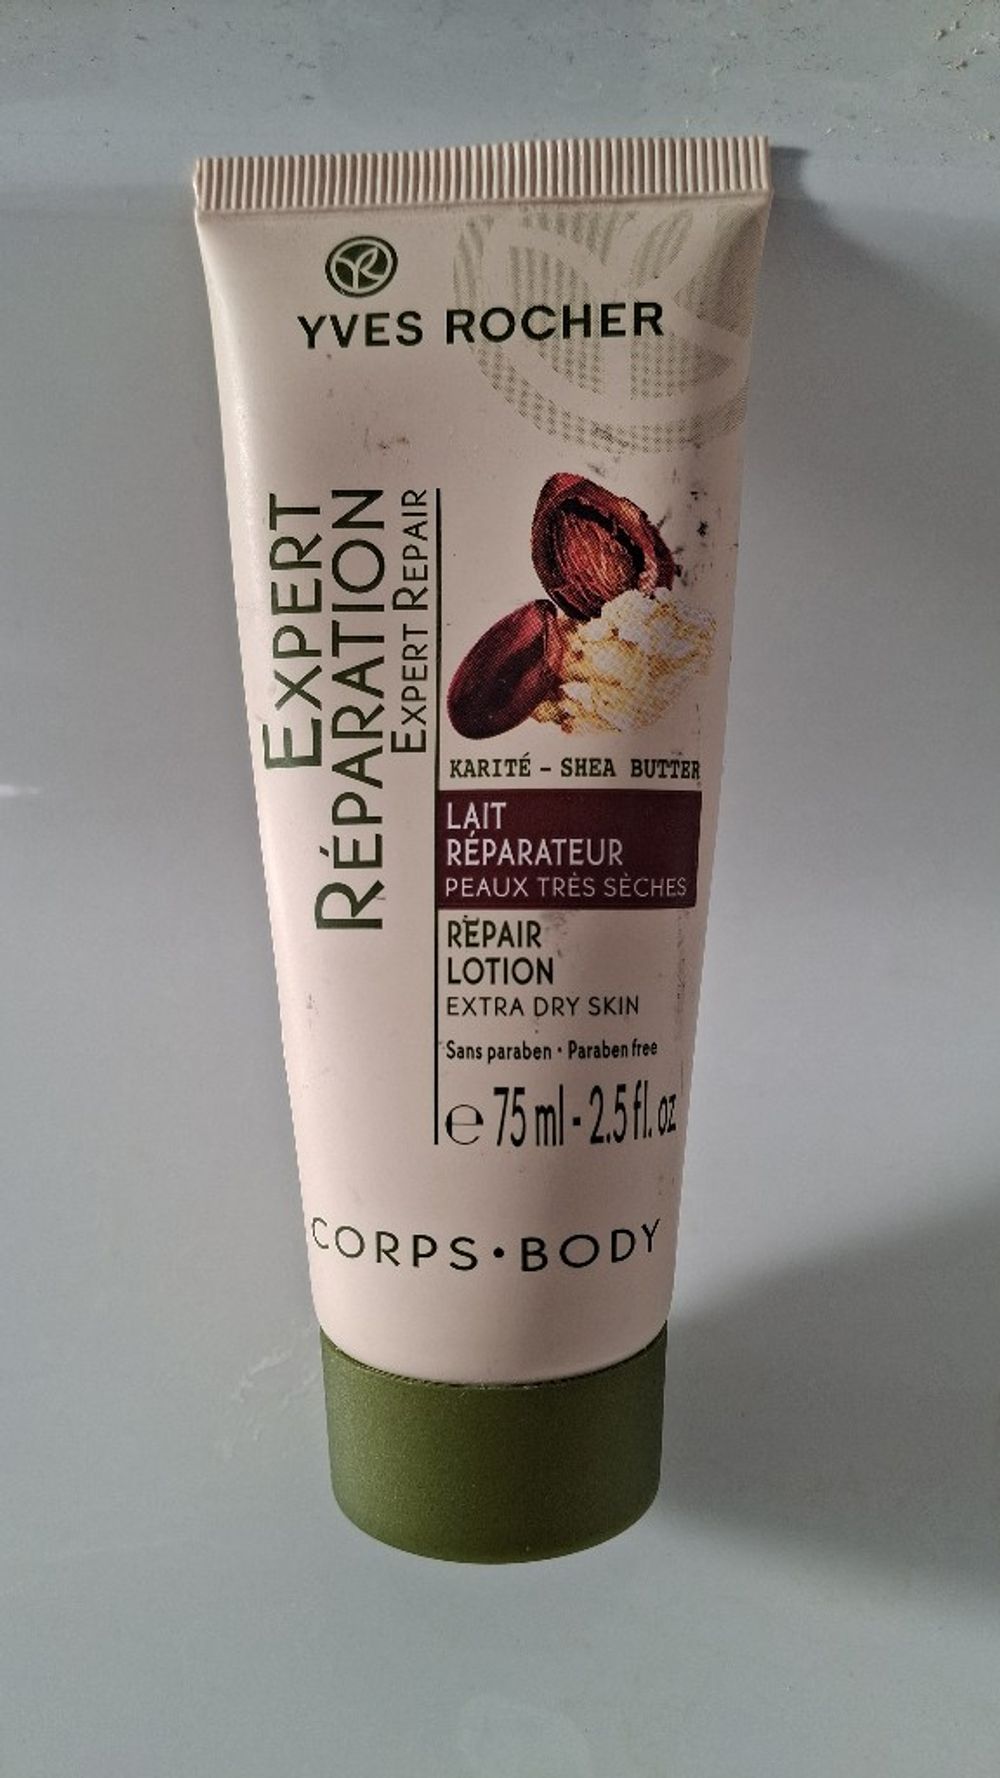 YVES ROCHER
EXPERT
RÉPARATION
EXPERT REPAIR
KARITÉ – SHEA BUTTER
LAIT
RÉPARATEUR
PEAUX TRÈS SÈCHES
REPAIR
LOTION
EXTRA DRY SKIN
Sans paraben • Paraben free
℮ 75 ml - 2.5 fl. oz
CORPS • BODY